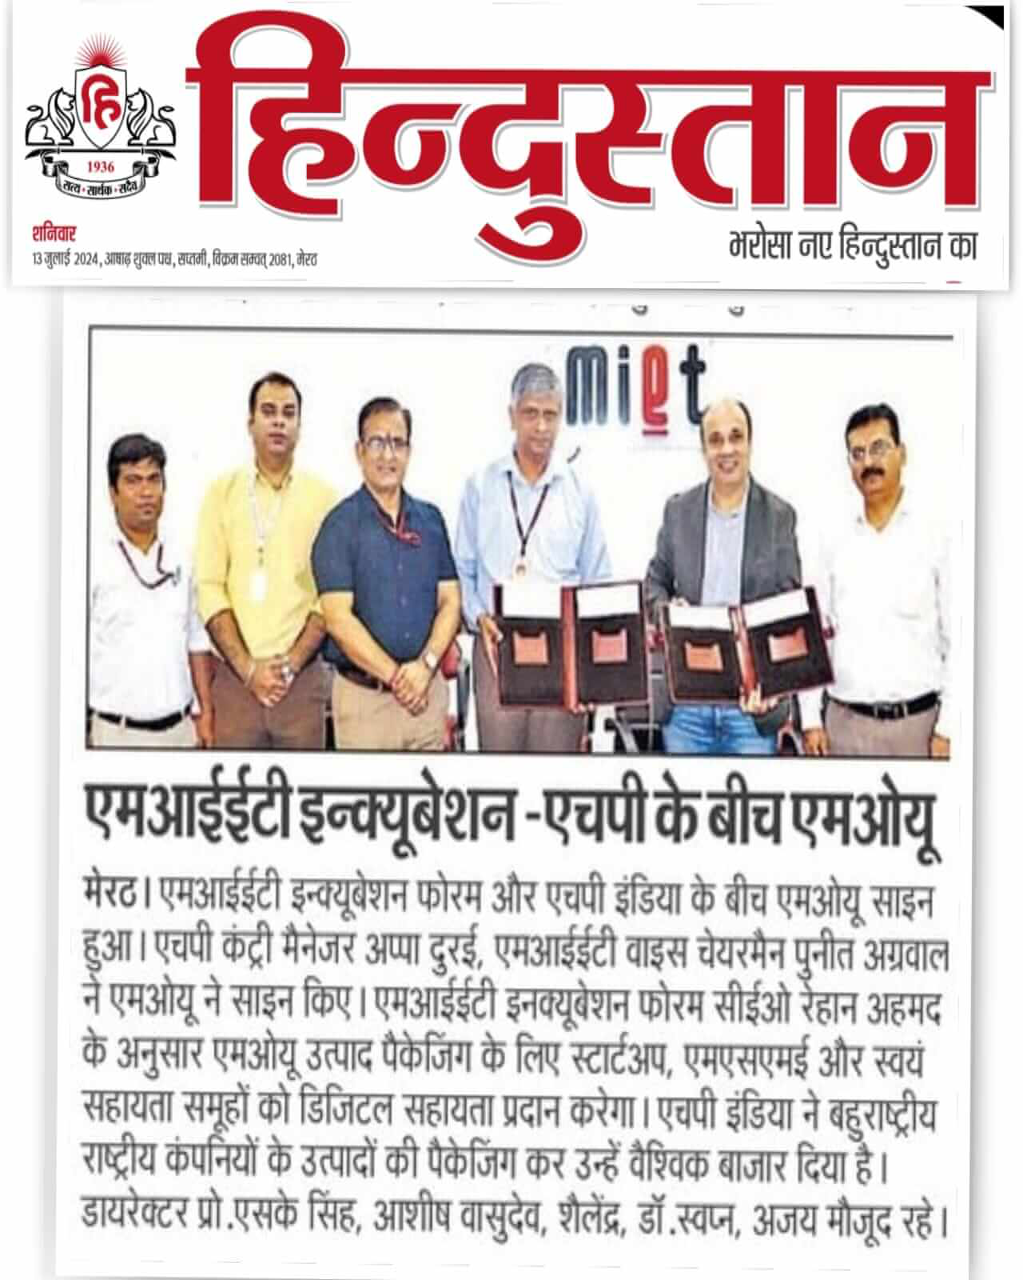 हिन्दुस्तान
1936
सत्य • सार्थक • सदैव
शनिवार
13 जुलाई 2024, आषाढ़ शुक्ल पक्ष, सप्तमी, विक्रम सम्वत् 2081, मेरठ
भरोसा नए हिन्दुस्तान का
miet
एमआईईटी इन्क्यूबेशन -एचपी के बीच एमओयू
मेरठ। एमआईईटी इन्क्यूबेशन फोरम और एचपी इंडिया के बीच एमओयू साइन
हुआ। एचपी कंट्री मैनेजर अप्पा दुरई, एमआईईटी वाइस चेयरमैन पुनीत अग्रवाल
ने एमओयू ने साइन किए। एमआईईटी इनक्यूबेशन फोरम सीईओ रेहान अहमद
के अनुसार एमओयू उत्पाद पैकेजिंग के लिए स्टार्टअप, एमएसएमई और स्वयं
सहायता समूहों को डिजिटल सहायता प्रदान करेगा। एचपी इंडिया ने बहुराष्ट्रीय
राष्ट्रीय कंपनियों के उत्पादों की पैकेजिंग कर उन्हें वैश्विक बाजार दिया है।
डायरेक्टर प्रो.एसके सिंह, आशीष वासुदेव, शैलेंद्र, डॉ.स्वप्न, अजय मौजूद रहे।